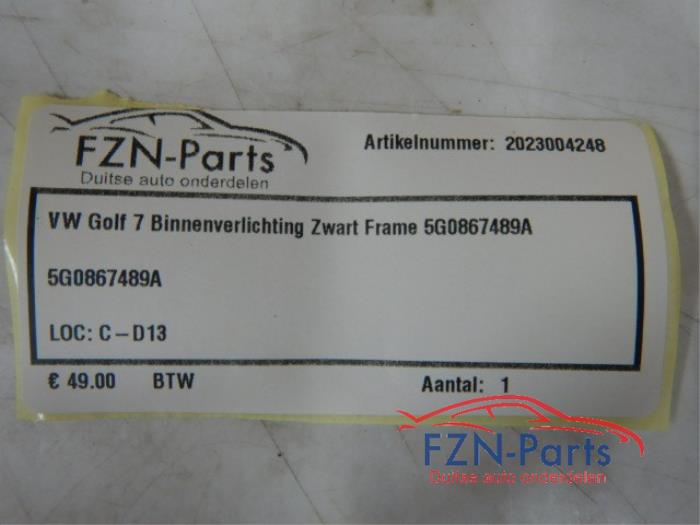 FZN-Parts
Duitse auto onderdelen
Artikelnummer: 2023004248
VW Golf 7 Binnenverlichting Zwart Frame 5G0867489A
5G0867489A
LOC: C-D13
€ 49.00 BTW Aantal: 1
FZN-Parts
Duitse auto onderdelen